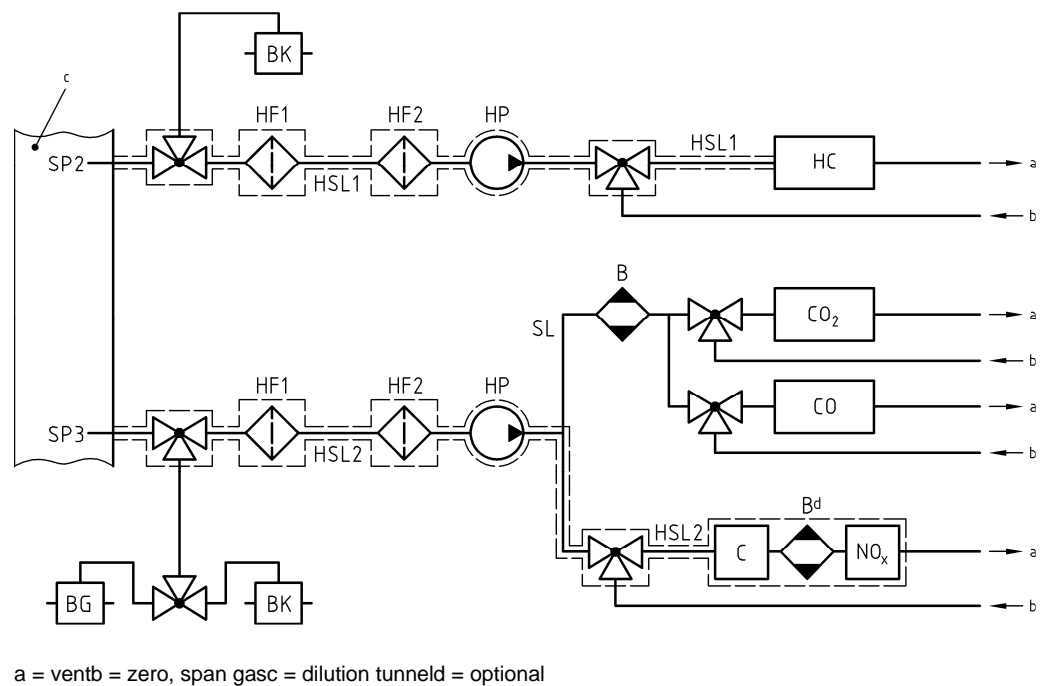 BK
c
HF1 HF2 HP
SP2 HSL1 HSL1 HC a
b
B
SL CO₂ a
b
HF1 HF2 HP CO a
SP3 HSL2 b
HSL2 Bᵈ
C NOₓ a
BG BK b
a = ventb = zero, span gasc = dilution tunneld = optional